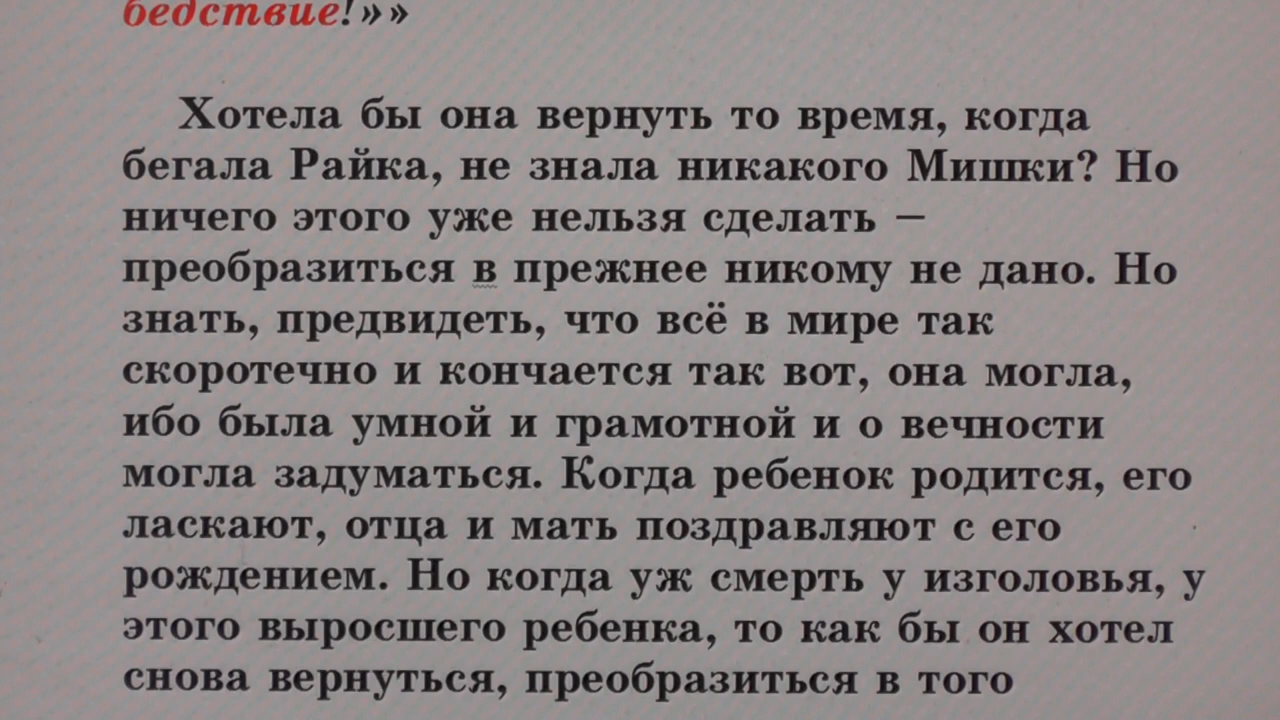 бедствие!»»
Хотела бы она вернуть то время, когда
бегала Райка, не знала никакого Мишки? Но
ничего этого уже нельзя сделать –
преобразиться в прежнее никому не дано. Но
знать, предвидеть, что всё в мире так
скоротечно и кончается так вот, она могла,
ибо была умной и грамотной и о вечности
могла задуматься. Когда ребенок родится, его
ласкают, отца и мать поздравляют с его
рождением. Но когда уж смерть у изголовья, у
этого выросшего ребенка, то как бы он хотел
снова вернуться, преобразиться в того